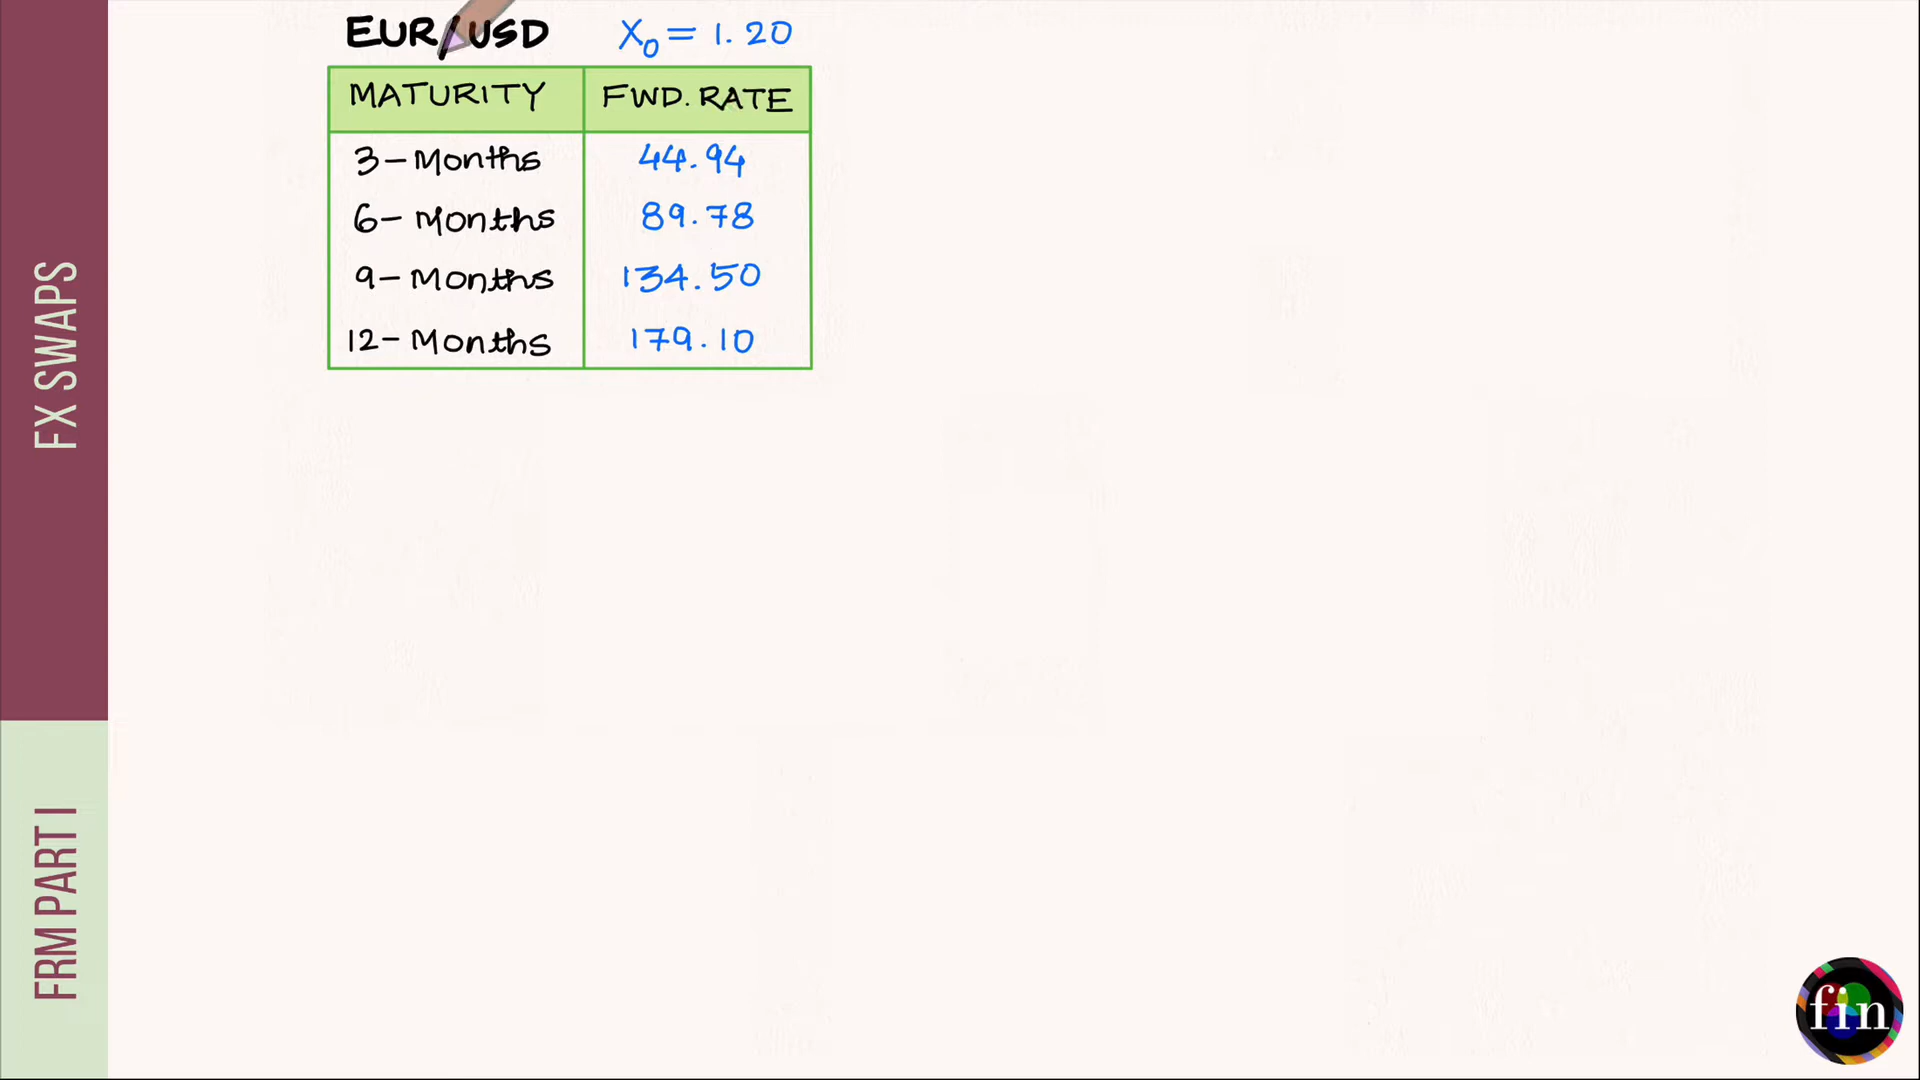 EUR/USD X0 = 1.20
MATURITY FWD. RATE
3-Months 44.94
6-Months 89.78
9-Months 134.50
12-Months 179.10
FX SWAPS
FRM PART I
fin